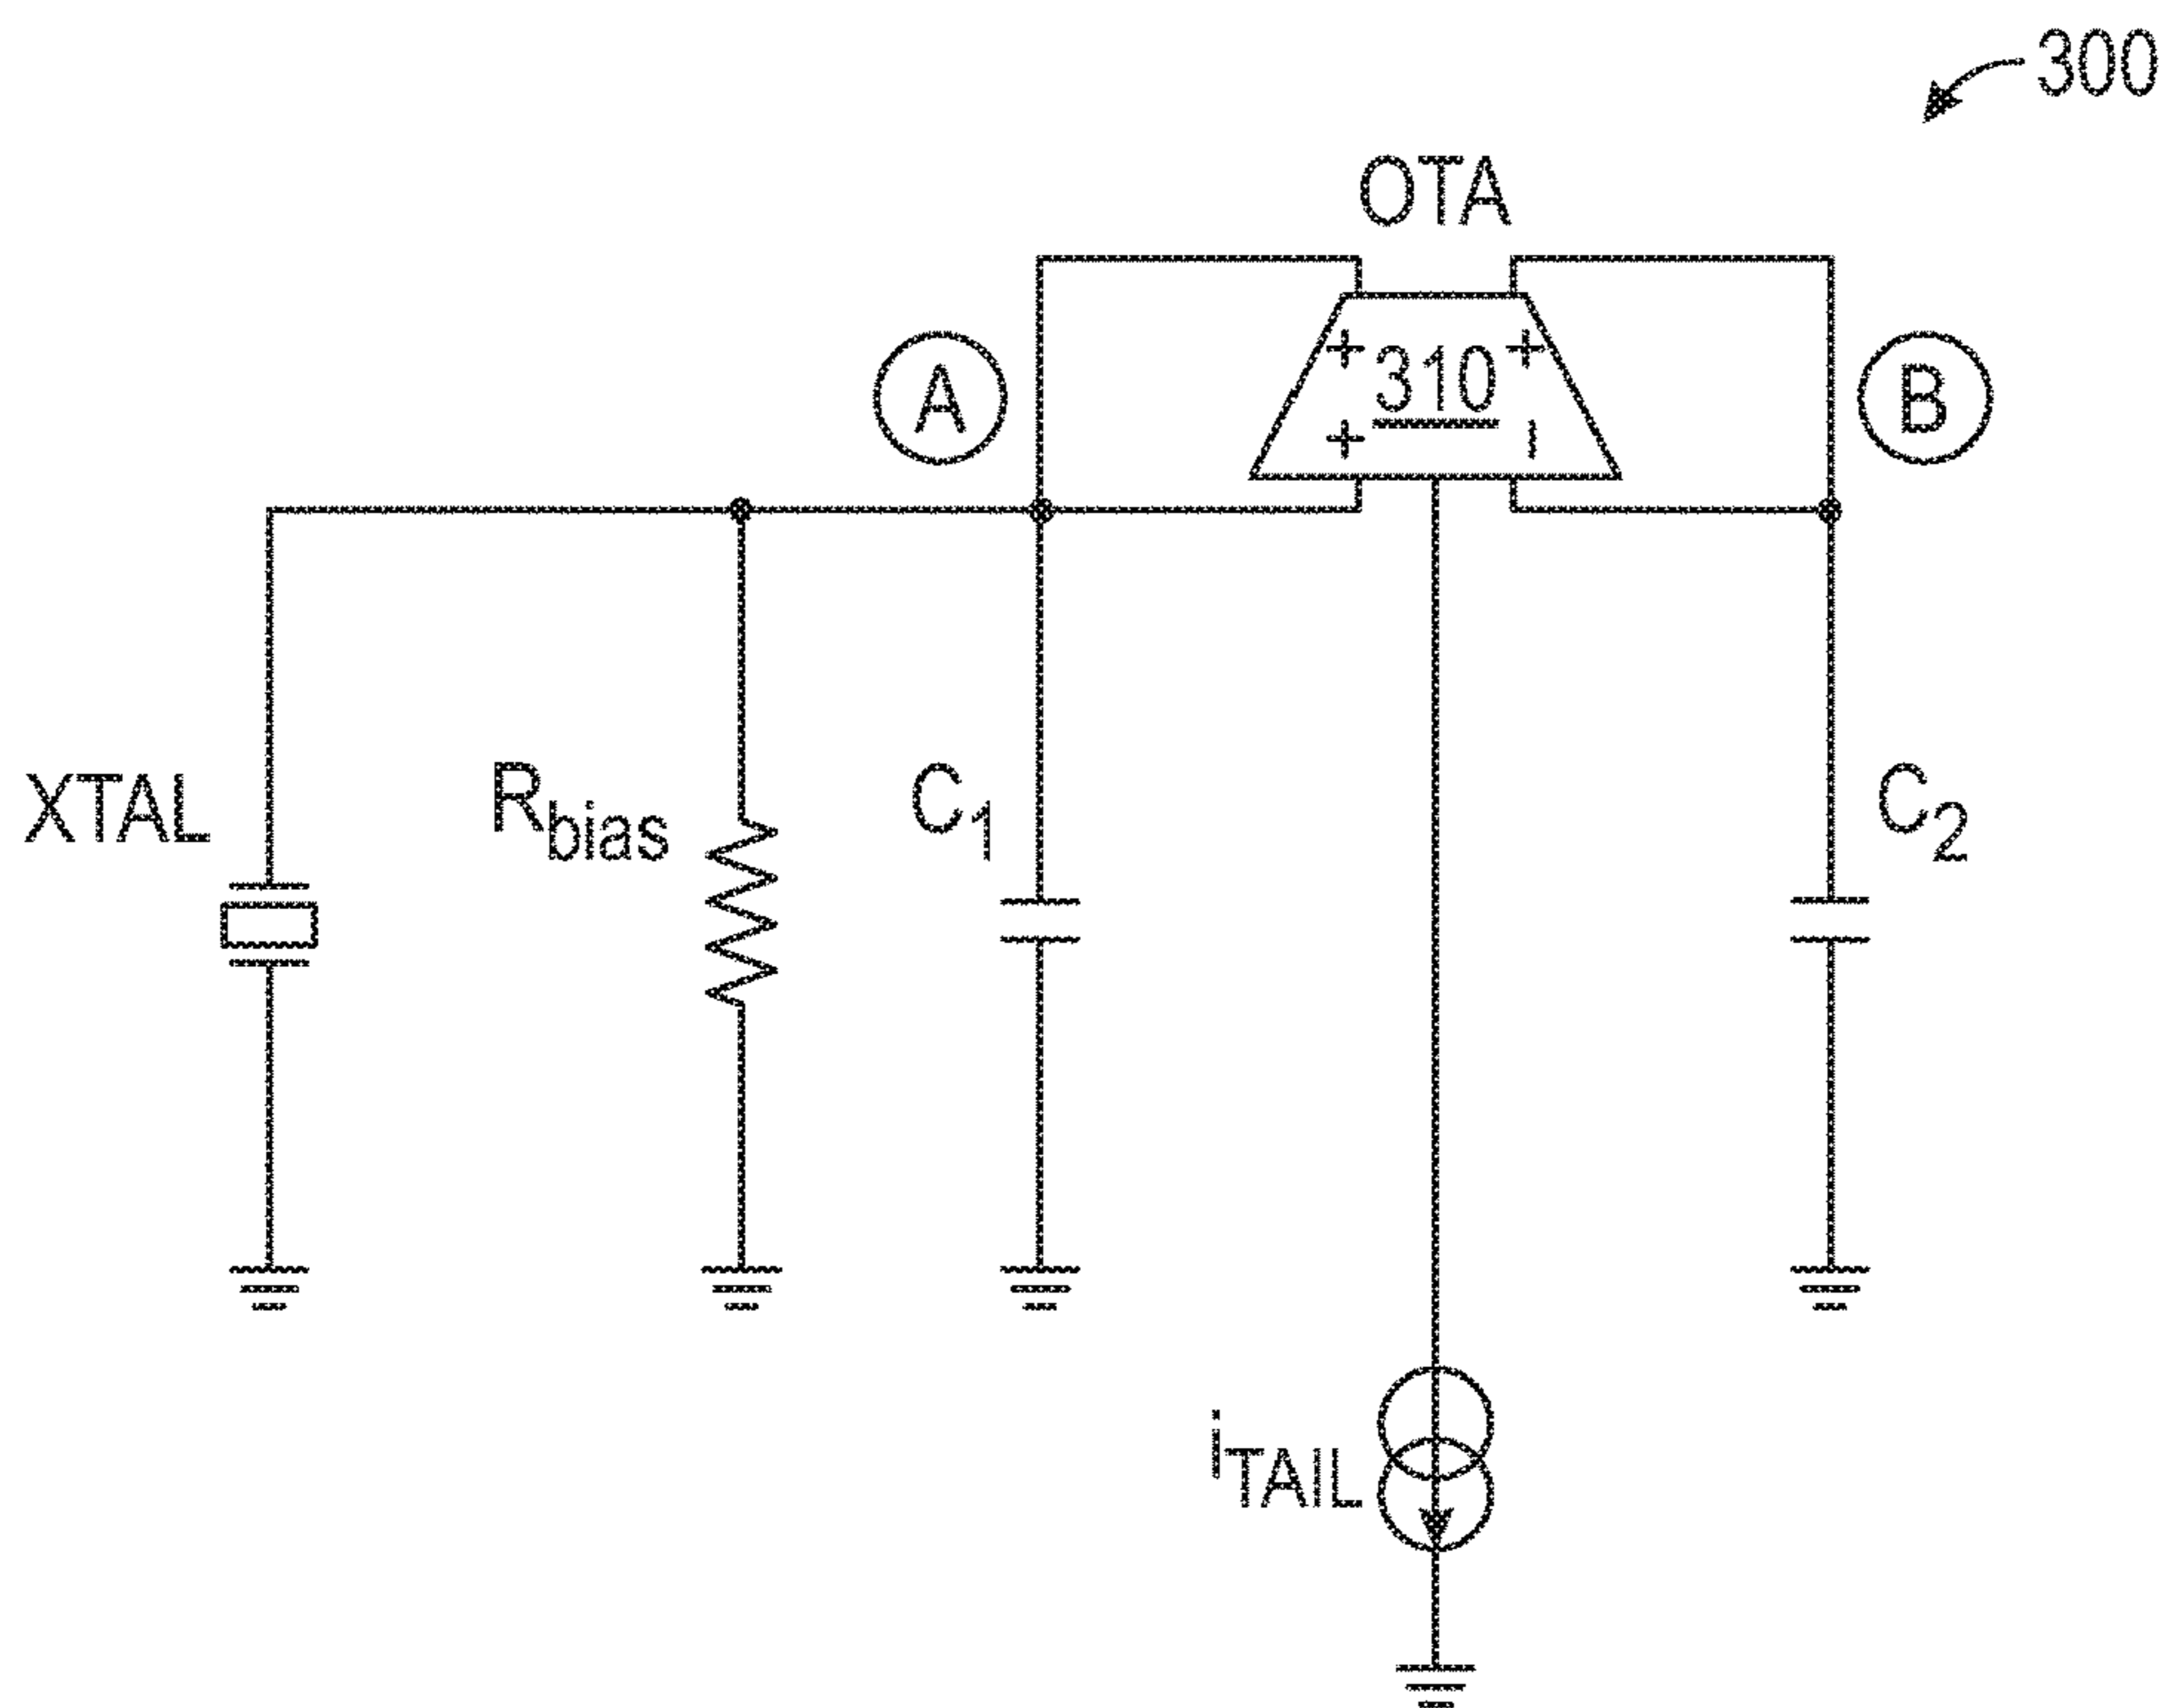 300
OTA
A
+ 310 +
+ -
B
XTAL
Rbias
C1
C2
iTAIL